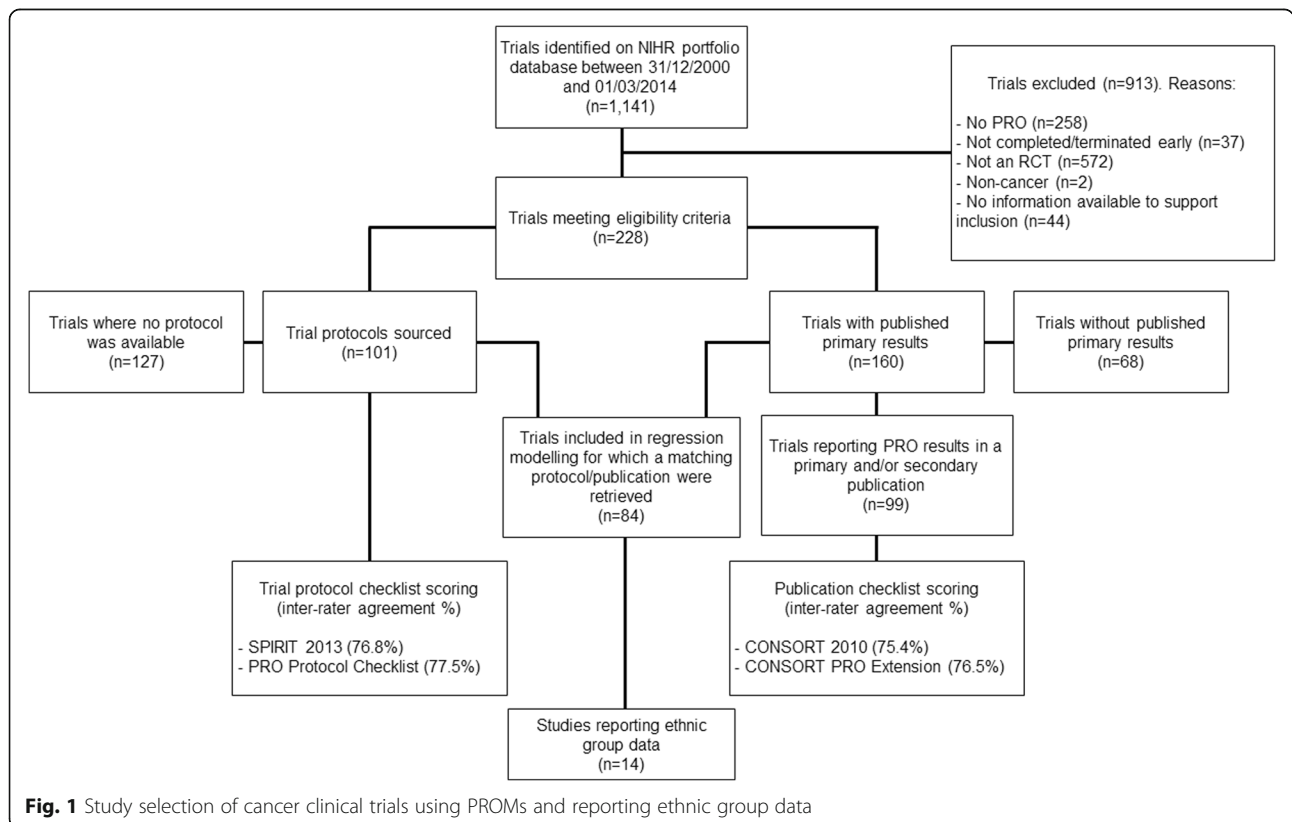 Trials identified on NIHR portfolio
database between 31/12/2000
and 01/03/2014
(n=1,141)
Trials excluded (n=913). Reasons:
- No PRO (n=258)
- Not completed/terminated early (n=37)
- Not an RCT (n=572)
- Non-cancer (n=2)
- No information available to support
inclusion (n=44)
Trials meeting eligibility criteria
(n=228)
Trials where no protocol
was available
(n=127)
Trial protocols sourced
(n=101)
Trials with published
primary results
(n=160)
Trials without published
primary results
(n=68)
Trials included in regression
modelling for which a matching
protocol/publication were
retrieved
(n=84)
Trials reporting PRO results in a
primary and/or secondary
publication
(n=99)
Trial protocol checklist scoring
(inter-rater agreement %)
- SPIRIT 2013 (76.8%)
- PRO Protocol Checklist (77.5%)
Publication checklist scoring
(inter-rater agreement %)
- CONSORT 2010 (75.4%)
- CONSORT PRO Extension (76.5%)
Studies reporting ethnic
group data
(n=14)
Fig. 1 Study selection of cancer clinical trials using PROMs and reporting ethnic group data